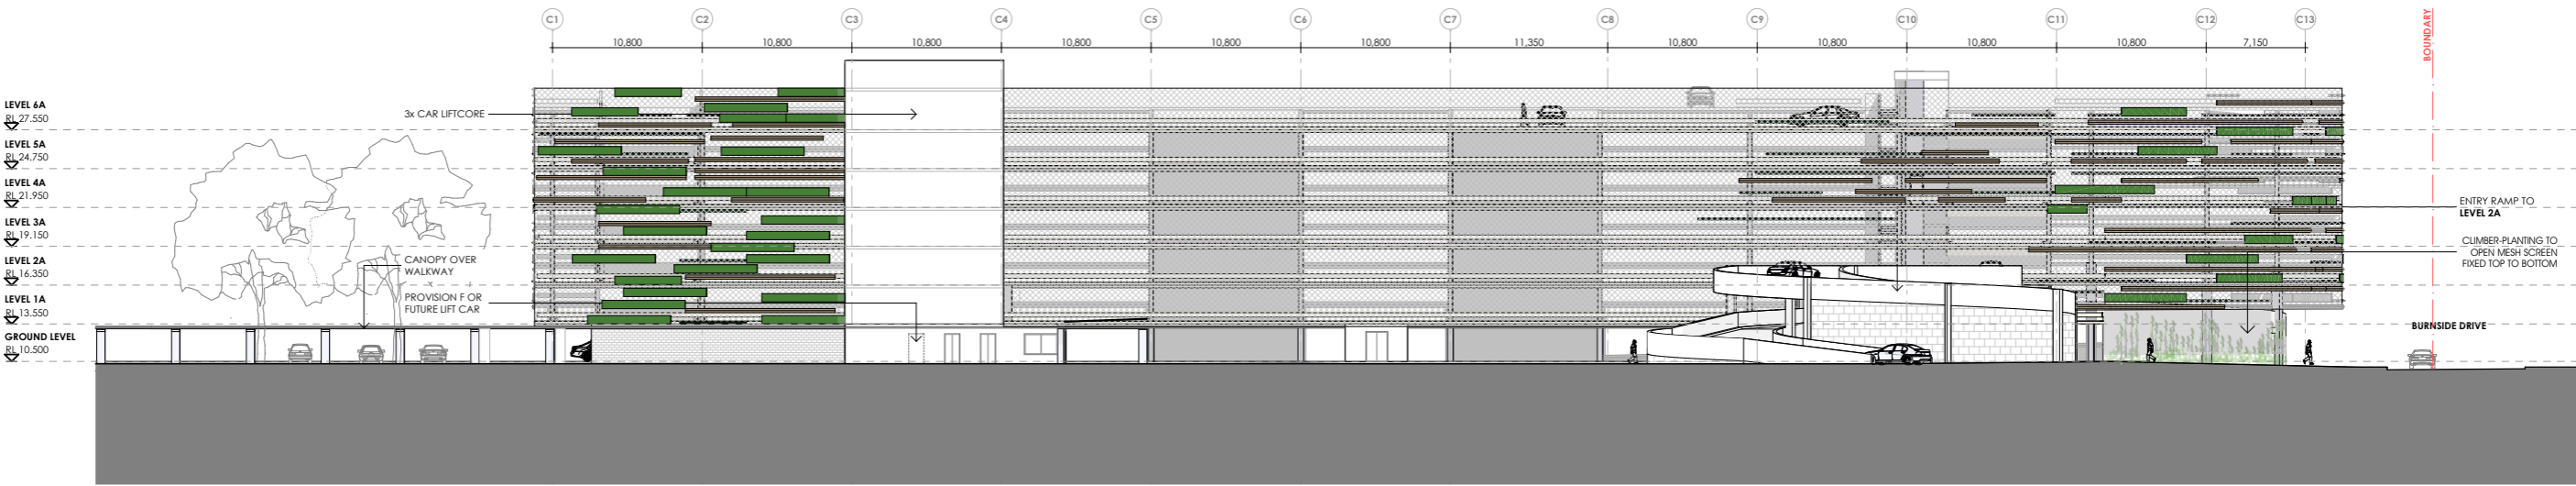 C1 C2 C3 C4 C5 C6 C7 C8 C9 C10 C11 C12 C13
BOUNDARY
10,800 10,800 10,800 10,800 10,800 10,800 11,350 10,800 10,800 10,800 10,800 7,150
LEVEL 6A
RL 27.550
LEVEL 5A
RL 24.750
LEVEL 4A
RL 21.950
LEVEL 3A
RL 19.150
LEVEL 2A
RL 16.350
LEVEL 1A
RL 13.550
GROUND LEVEL
RL 10.500
3x CAR LIFTCORE
CANOPY OVER
WALKWAY
PROVISION F OR
FUTURE LIFT CAR
ENTRY RAMP TO
LEVEL 2A
CLIMBER-PLANTING TO
OPEN MESH SCREEN
FIXED TOP TO BOTTOM
BURNSIDE DRIVE